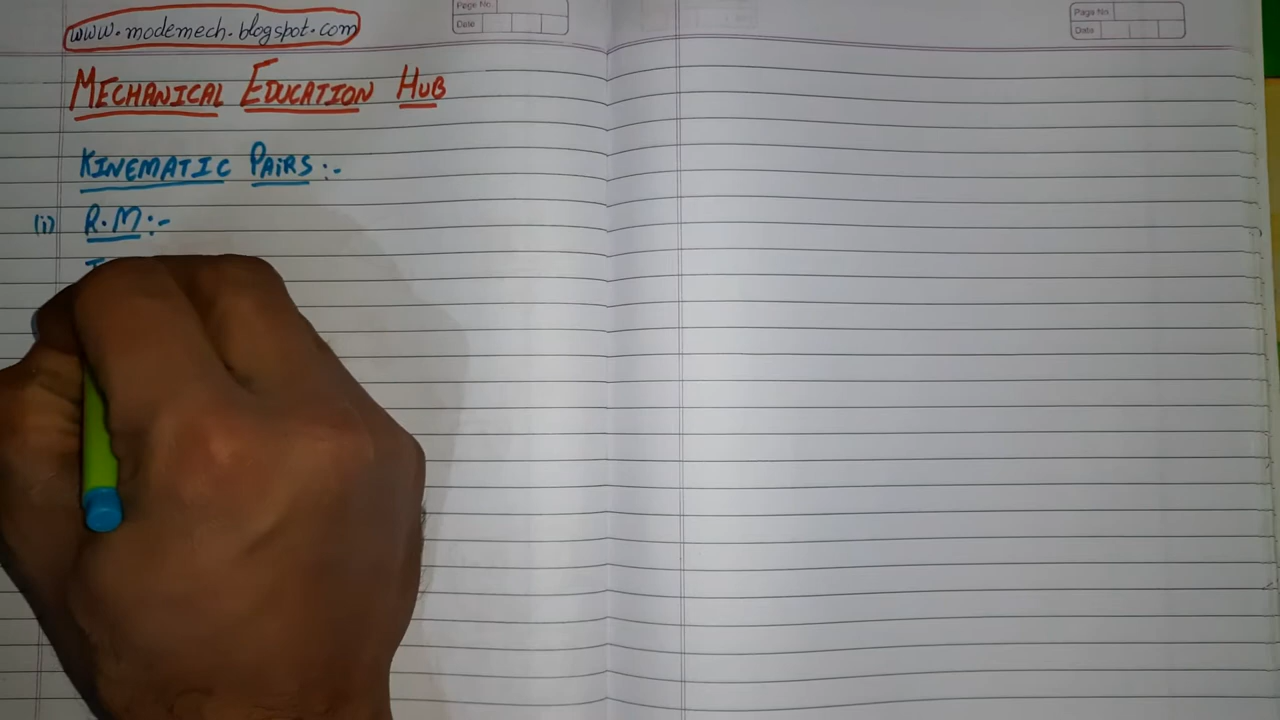 Page No.
Date
Page No.
Date
www.modemech.blogspot.com
MECHANICAL EDUCATION HUB
KINEMATIC PAIRS:-
(i) R.M:-